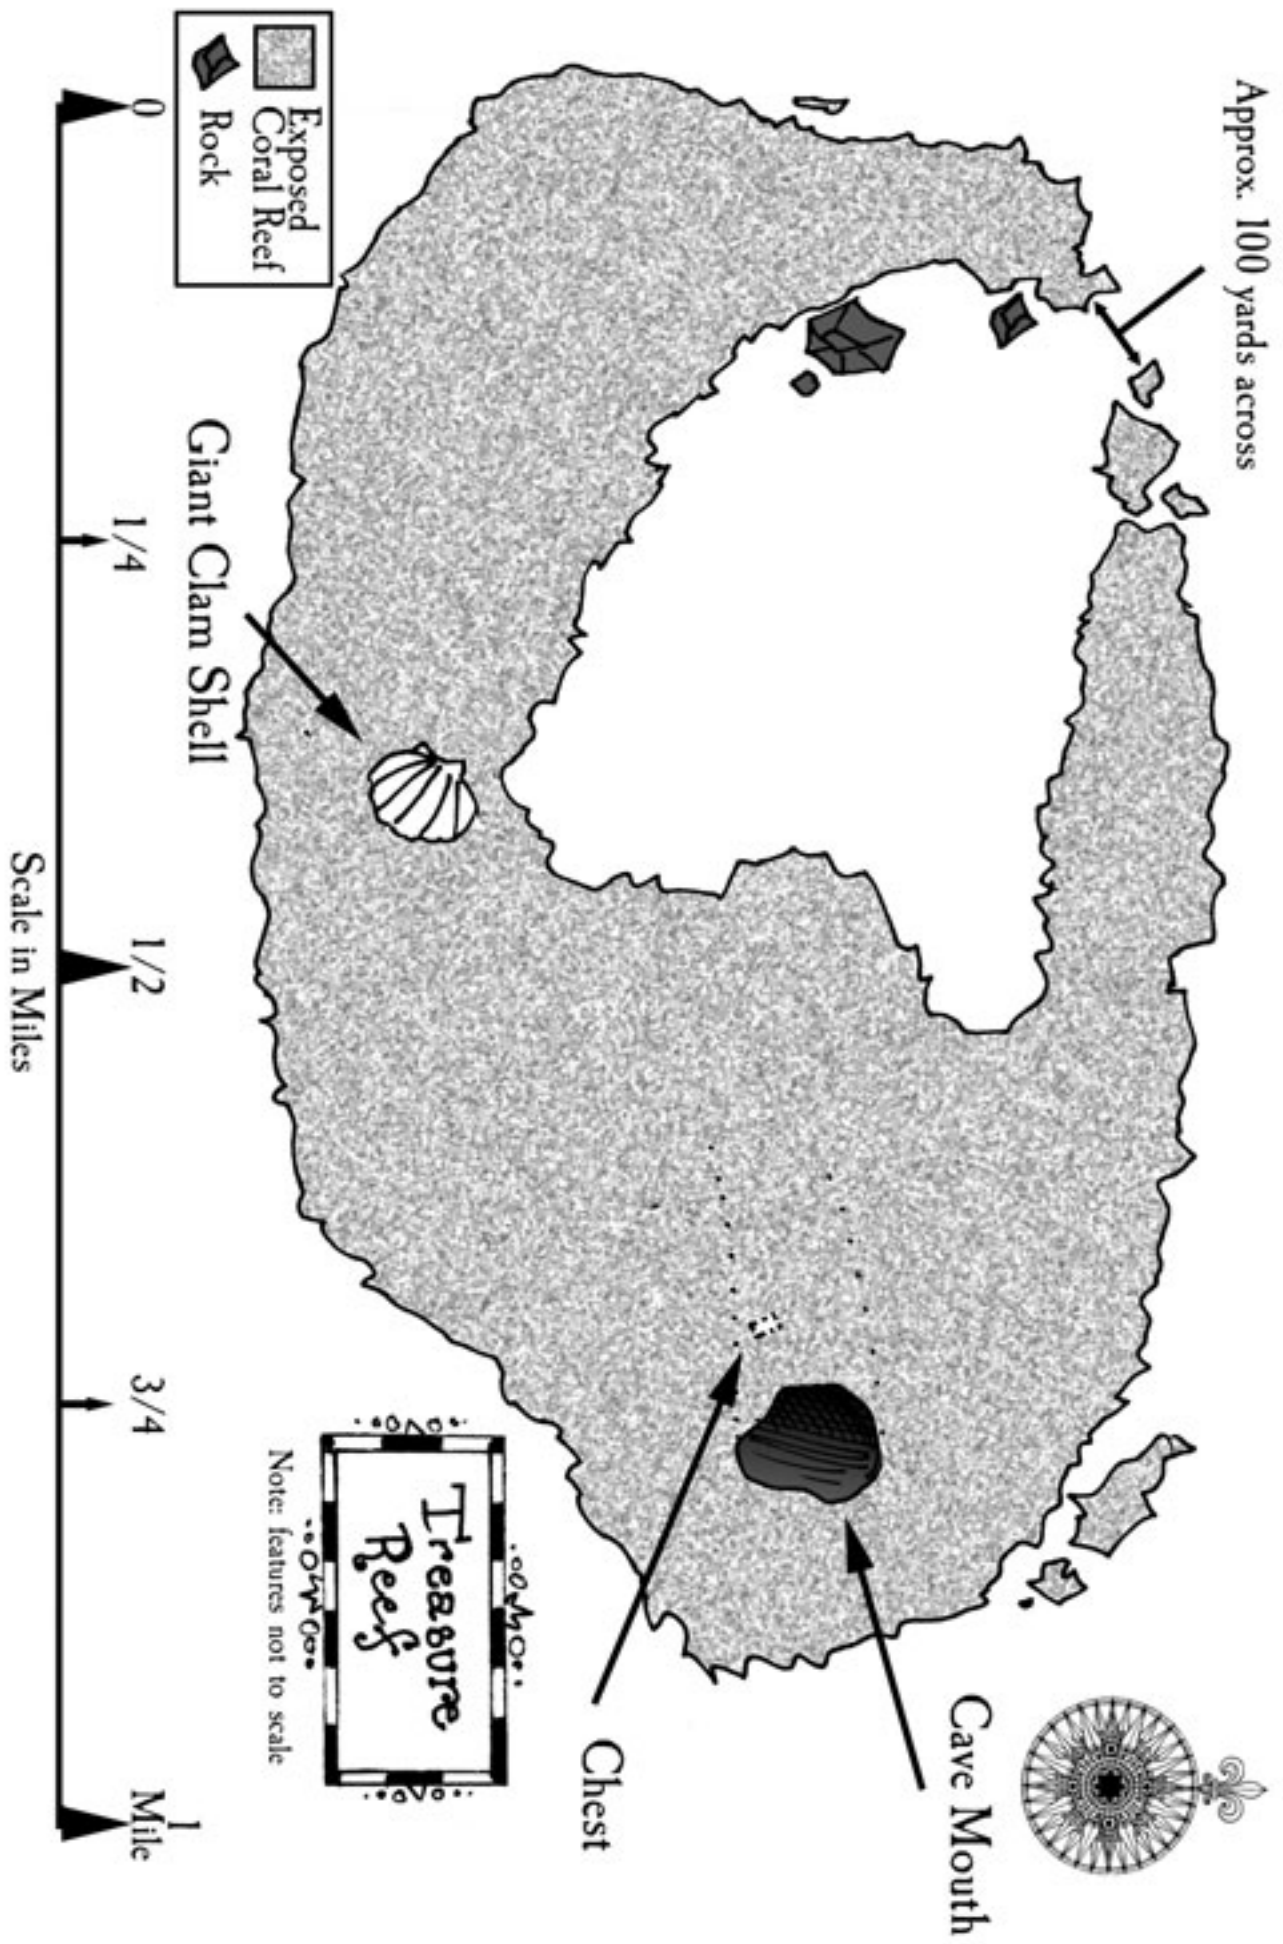 Approx. 100 yards across
Cave Mouth
Chest
Treasure
Reef
Note: features not to scale
Giant Clam Shell
Exposed
Coral Reef
Rock
0
1/4
1/2
3/4
1
Mile
Scale in Miles